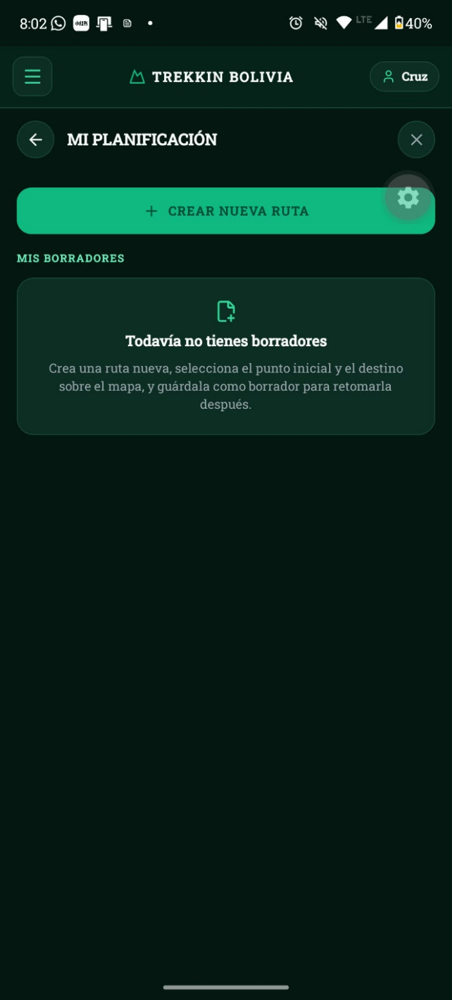 8:02
LTE
40%
TREKKIN BOLIVIA
Cruz
MI PLANIFICACIÓN
+ CREAR NUEVA RUTA
MIS BORRADORES
Todavía no tienes borradores
Crea una ruta nueva, selecciona el punto inicial y el destino
sobre el mapa, y guárdala como borrador para retomarla
después.